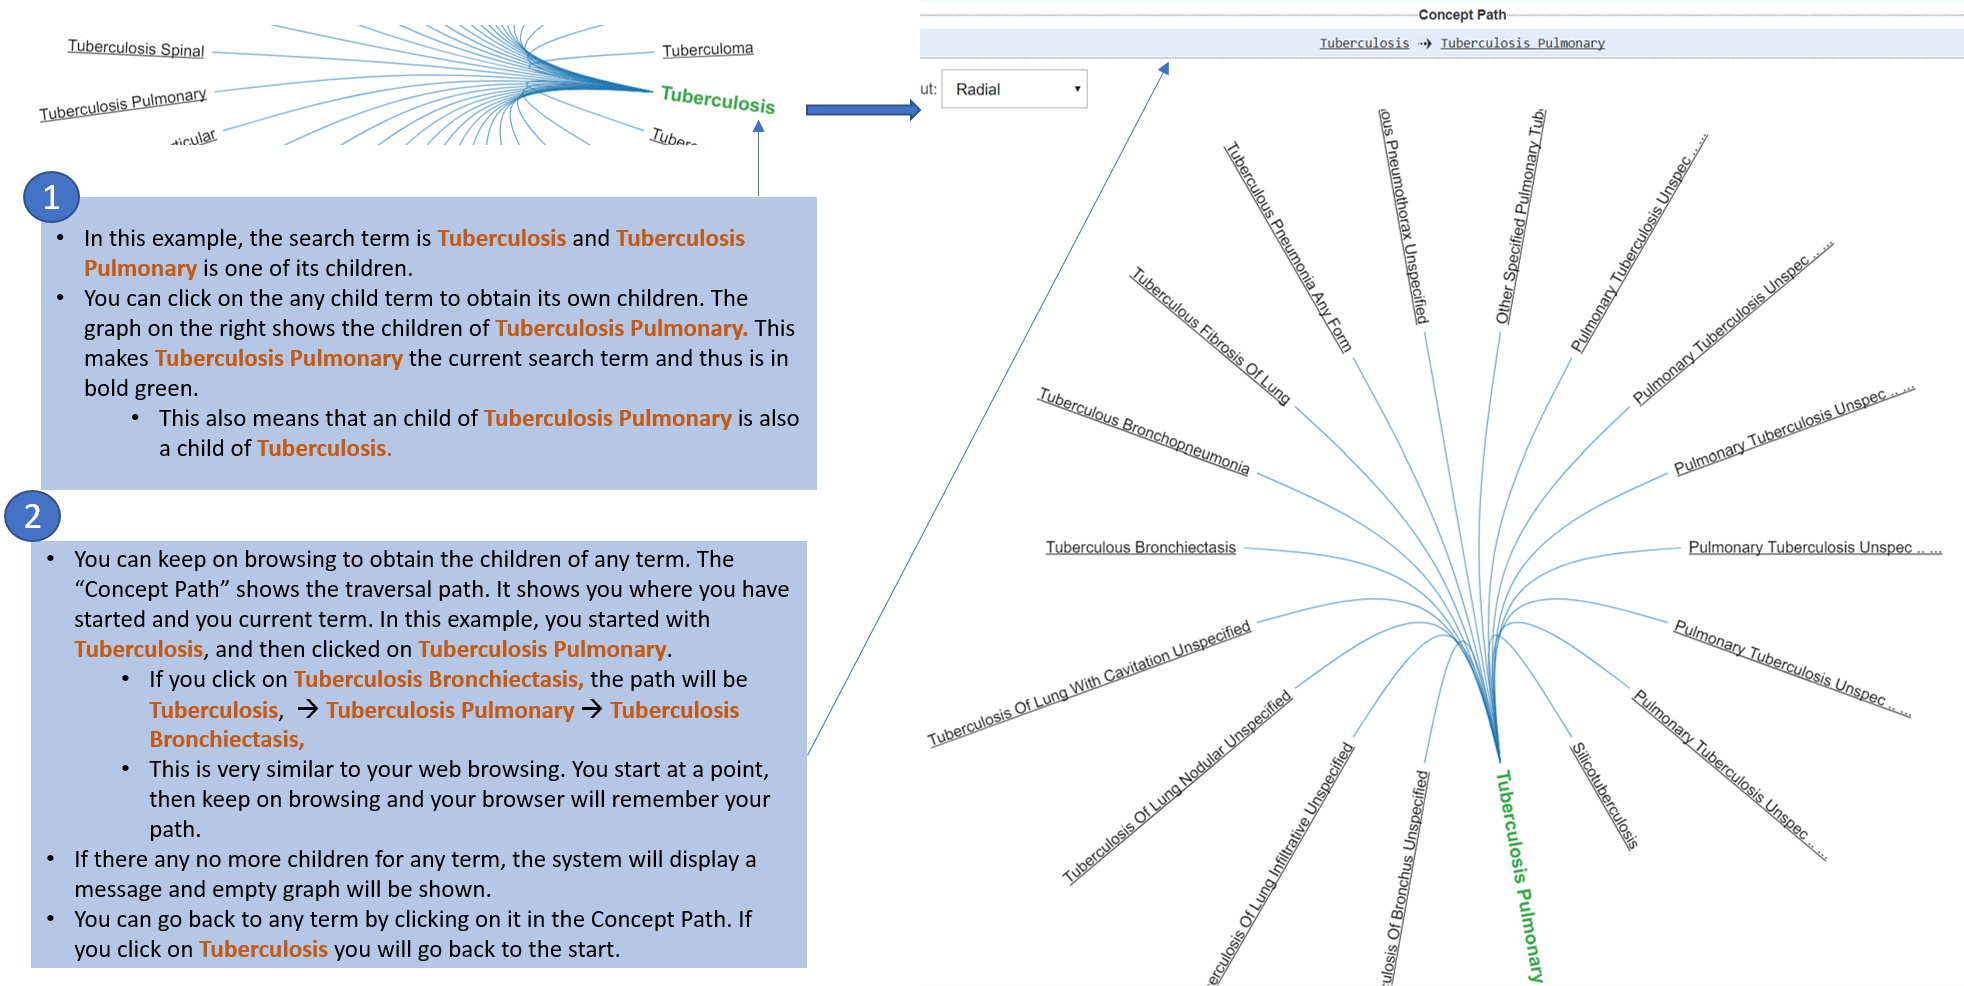 Tuberculosis Spinal
Tuberculoma
Tuberculosis Pulmonary
Tuberculosis
1
• In this example, the search term is Tuberculosis and Tuberculosis
Pulmonary is one of its children.
• You can click on the any child term to obtain its own children. The
graph on the right shows the children of Tuberculosis Pulmonary. This
makes Tuberculosis Pulmonary the current search term and thus is in
bold green.
• This also means that an child of Tuberculosis Pulmonary is also
a child of Tuberculosis.
2
• You can keep on browsing to obtain the children of any term. The
“Concept Path” shows the traversal path. It shows you where you have
started and you current term. In this example, you started with
Tuberculosis, and then clicked on Tuberculosis Pulmonary.
• If you click on Tuberculosis Bronchiectasis, the path will be
Tuberculosis, → Tuberculosis Pulmonary → Tuberculosis
Bronchiectasis,
• This is very similar to your web browsing. You start at a point,
then keep on browsing and your browser will remember your
path.
• If there any no more children for any term, the system will display a
message and empty graph will be shown.
• You can go back to any term by clicking on it in the Concept Path. If
you click on Tuberculosis you will go back to the start.
Concept Path
Tuberculosis ⇢ Tuberculosis Pulmonary
ut: Radial
Tuberculous Pneumonia Any Form
ous Pneumothorax Unspecified
Other Specified Pulmonary Tub
Pulmonary Tuberculosis Unspec .. ...
Tuberculous Fibrosis Of Lung
Pulmonary Tuberculosis Unspec .. ...
Tuberculous Bronchopneumonia
Pulmonary Tuberculosis Unspec .. ...
Tuberculous Bronchiectasis
Pulmonary Tuberculosis Unspec .. ...
Tuberculosis Of Lung With Cavitation Unspecified
Pulmonary Tuberculosis Unspec .. ...
Tuberculosis Of Lung Nodular Unspecified
Pulmonary Tuberculosis Unspec .. ...
erculosis Of Lung Infiltrative Unspecified
culosis Of Bronchus Unspecified
Silicotuberculosis
Tuberculosis Pulmonary